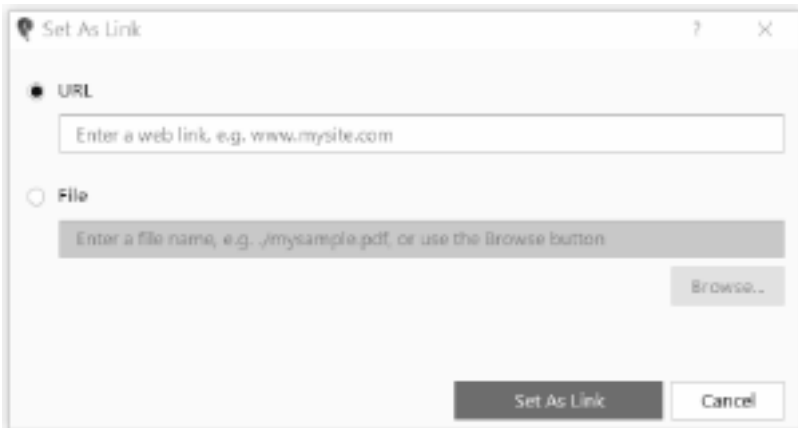 Set As Link ?
URL
Enter a web link, e.g. www.mysite.com
File
Enter a file name, e.g. ./mysample.pdf, or use the Browse button
Browse...
Set As Link Cancel